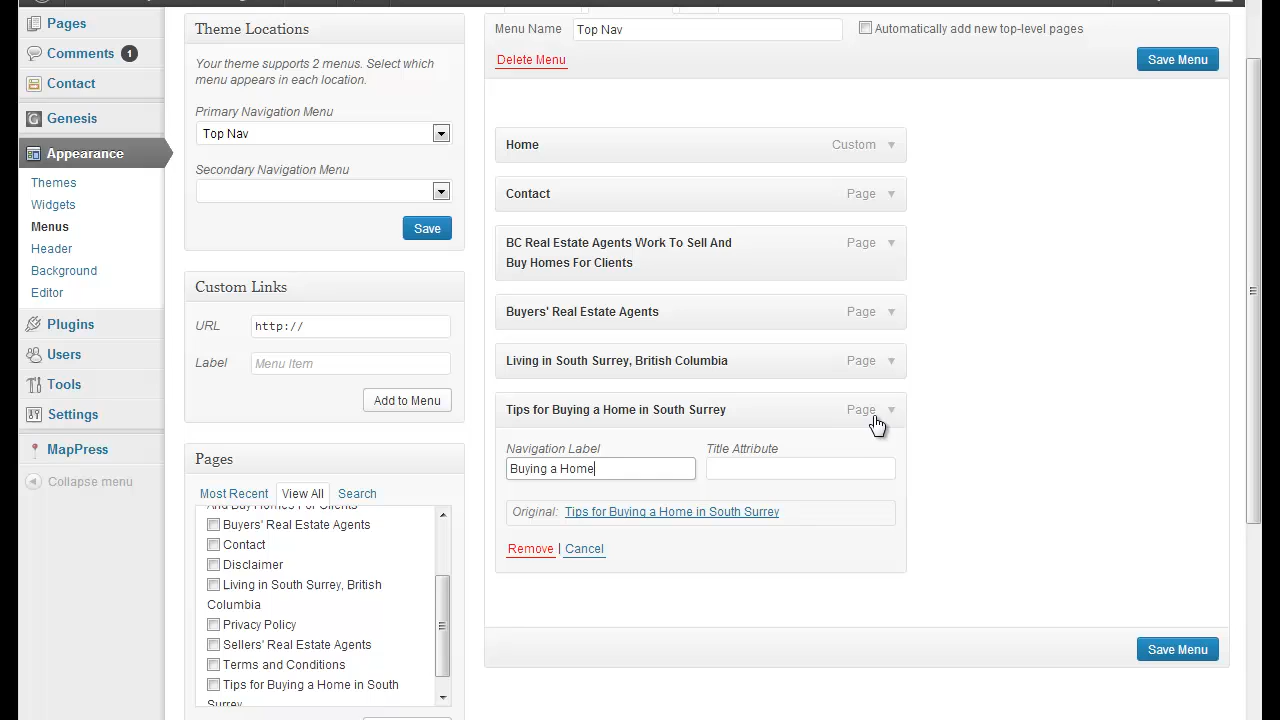 Pages
Comments 1
Contact
Genesis
Appearance
Themes
Widgets
Menus
Header
Background
Editor
Plugins
Users
Tools
Settings
MapPress
Collapse menu
Theme Locations
Your theme supports 2 menus. Select which
menu appears in each location.
Primary Navigation Menu
Top Nav
Secondary Navigation Menu
Save
Custom Links
URL http://
Label Menu Item
Add to Menu
Pages
Most Recent View All Search
And Buy Homes For Clients
Buyers' Real Estate Agents
Contact
Disclaimer
Living in South Surrey, British
Columbia
Privacy Policy
Sellers' Real Estate Agents
Terms and Conditions
Tips for Buying a Home in South
Surrey
Menu Name Top Nav Automatically add new top-level pages
Delete Menu Save Menu
Home Custom
Contact Page
BC Real Estate Agents Work To Sell And Page
Buy Homes For Clients
Buyers' Real Estate Agents Page
Living in South Surrey, British Columbia Page
Tips for Buying a Home in South Surrey Page
Navigation Label Title Attribute
Buying a Home
Original: Tips for Buying a Home in South Surrey
Remove | Cancel
Save Menu